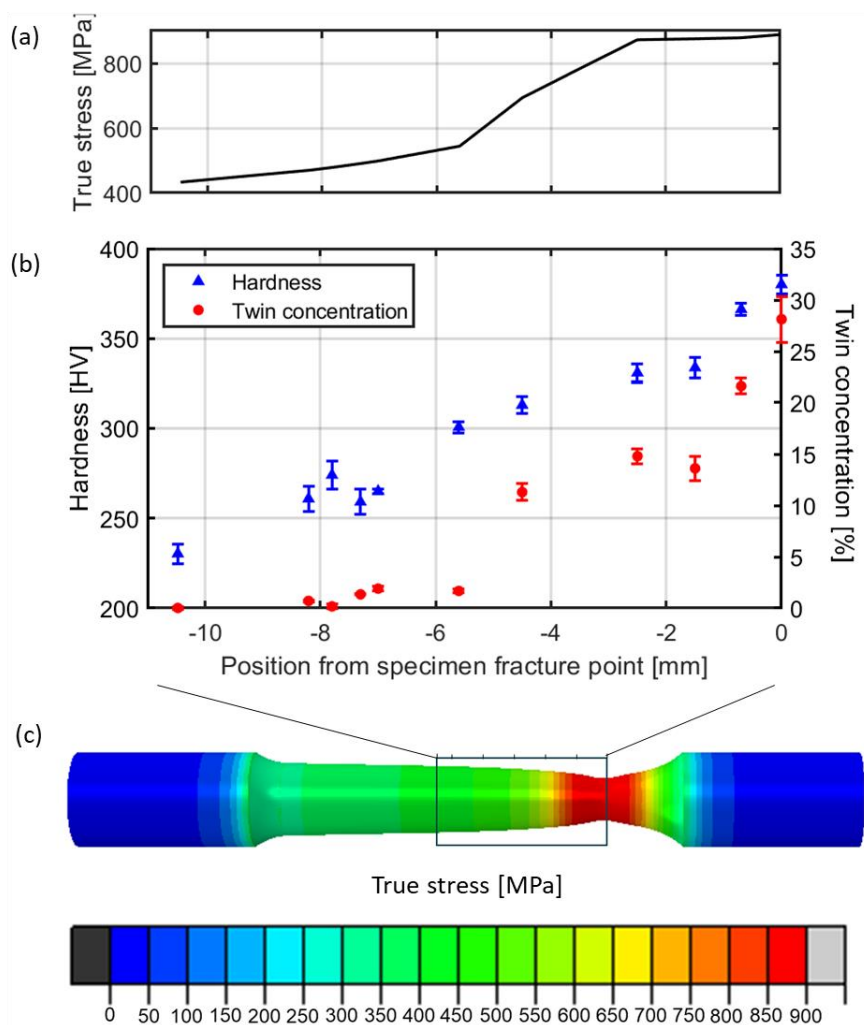 (a)
True stress [MPa]
800
600
400
(b)
Hardness [HV]
400
350
300
250
200
Hardness
Twin concentration
35
30
25
20
15
10
5
0
Twin concentration [%]
-10 -8 -6 -4 -2 0
Position from specimen fracture point [mm]
(c)
True stress [MPa]
0 50 100 150 200 250 300 350 400 450 500 550 600 650 700 750 800 850 900